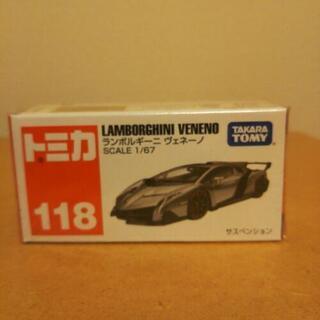 LAMBORGHINI VENENO
ランボルギーニ ヴェネーノ
SCALE 1/67
TAKARA
TOMY
トミカ
118
サスペンション